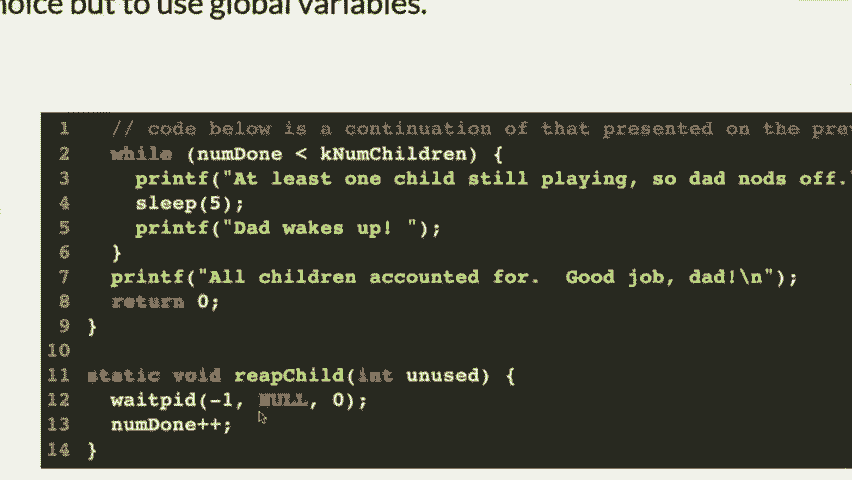 but to use global variables.
1 // code below is a continuation of that presented on the
2 while (numDone < kNumChildren) {
3 printf("At least one child still playing, so dad nods off.
4 sleep(5);
5 printf("Dad wakes up! ");
6 }
7 printf("All children accounted for.  Good job, dad!\n");
8 return 0;
9 }
10
11 static void reapChild(int unused) {
12 waitpid(-1, NULL, 0);
13 numDone++;
14 }